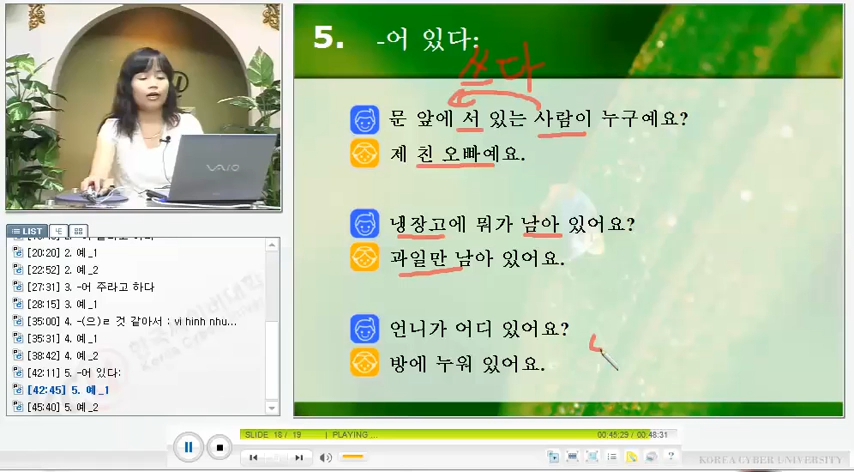 5. -어 있다:
쓰다
문 앞에 서 있는 사람이 누구예요?
제 친 오빠예요.
냉장고에 뭐가 남아 있어요?
과일만 남아 있어요.
언니가 어디 있어요?
방에 누워 있어요.
VAIO
LIST
[20:20] 2. 예_1
[22:52] 2. 예_2
[27:31] 3. -어 주라고 하다
[28:15] 3. 예_1
[35:00] 4. -(으)ㄹ 것 같아서 : vi hinh nhu...
[35:31] 4. 예_1
[38:42] 4. 예_2
[42:11] 5. -어 있다:
[42:45] 5. 예_1
[45:40] 5. 예_2
SLIDE 18 / 19 | PLAYING ...
00:45:29 / 00:48:31
KOREA CYBER UNIVERSITY